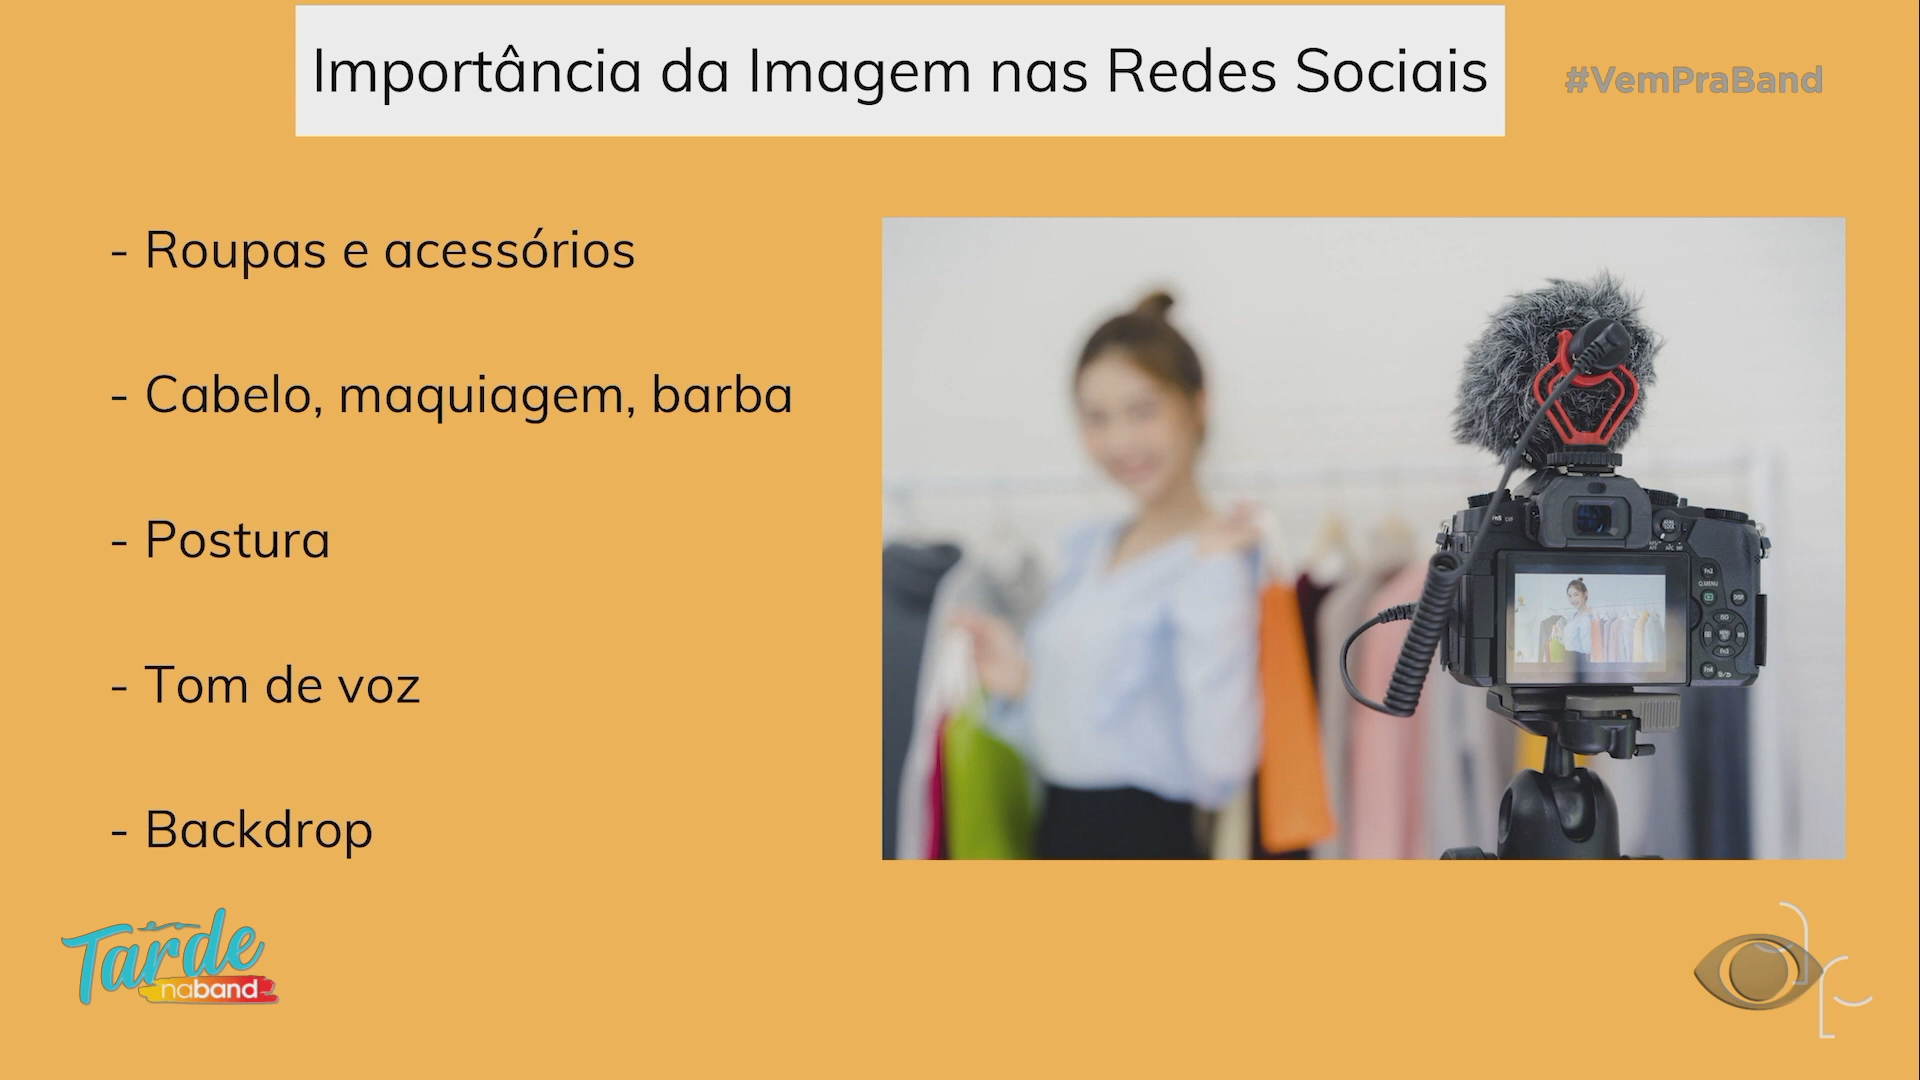 Importância da Imagem nas Redes Sociais
#VemPraBand
- Roupas e acessórios
- Cabelo, maquiagem, barba
- Postura
- Tom de voz
- Backdrop
Tarde
naband